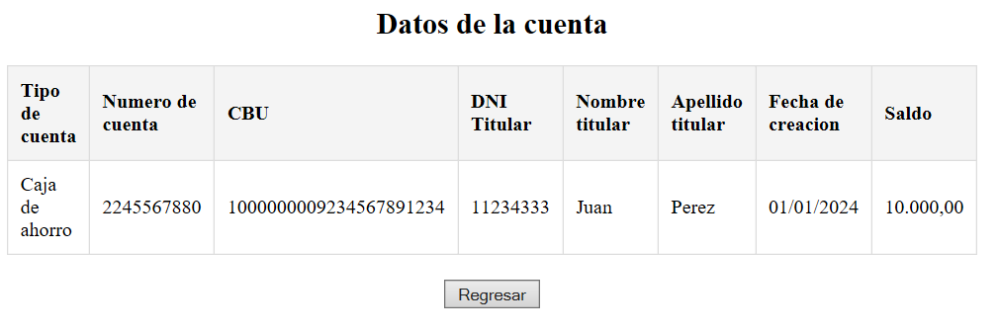 Datos de la cuenta
Tipo de cuenta
Numero de cuenta
CBU
DNI Titular
Nombre titular
Apellido titular
Fecha de creacion
Saldo
Caja de ahorro
2245567880
1000000009234567891234
11234333
Juan
Perez
01/01/2024
10.000,00
Regresar